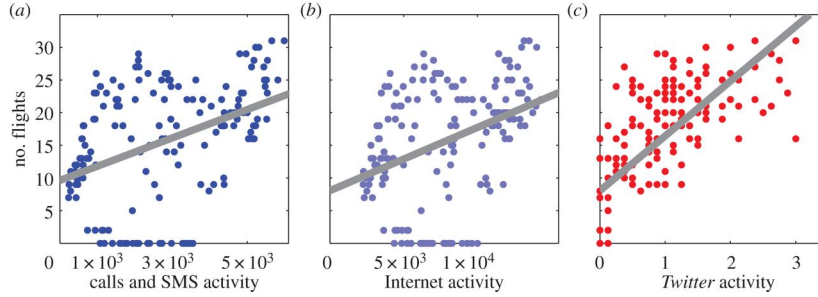 (a) (b) (c)
no. flights
30
25
20
15
10
5
0 1 × 10³ 3 × 10³ 5 × 10³
calls and SMS activity
0 5 × 10³ 1 × 10⁴
Internet activity
0 1 2 3
Twitter activity